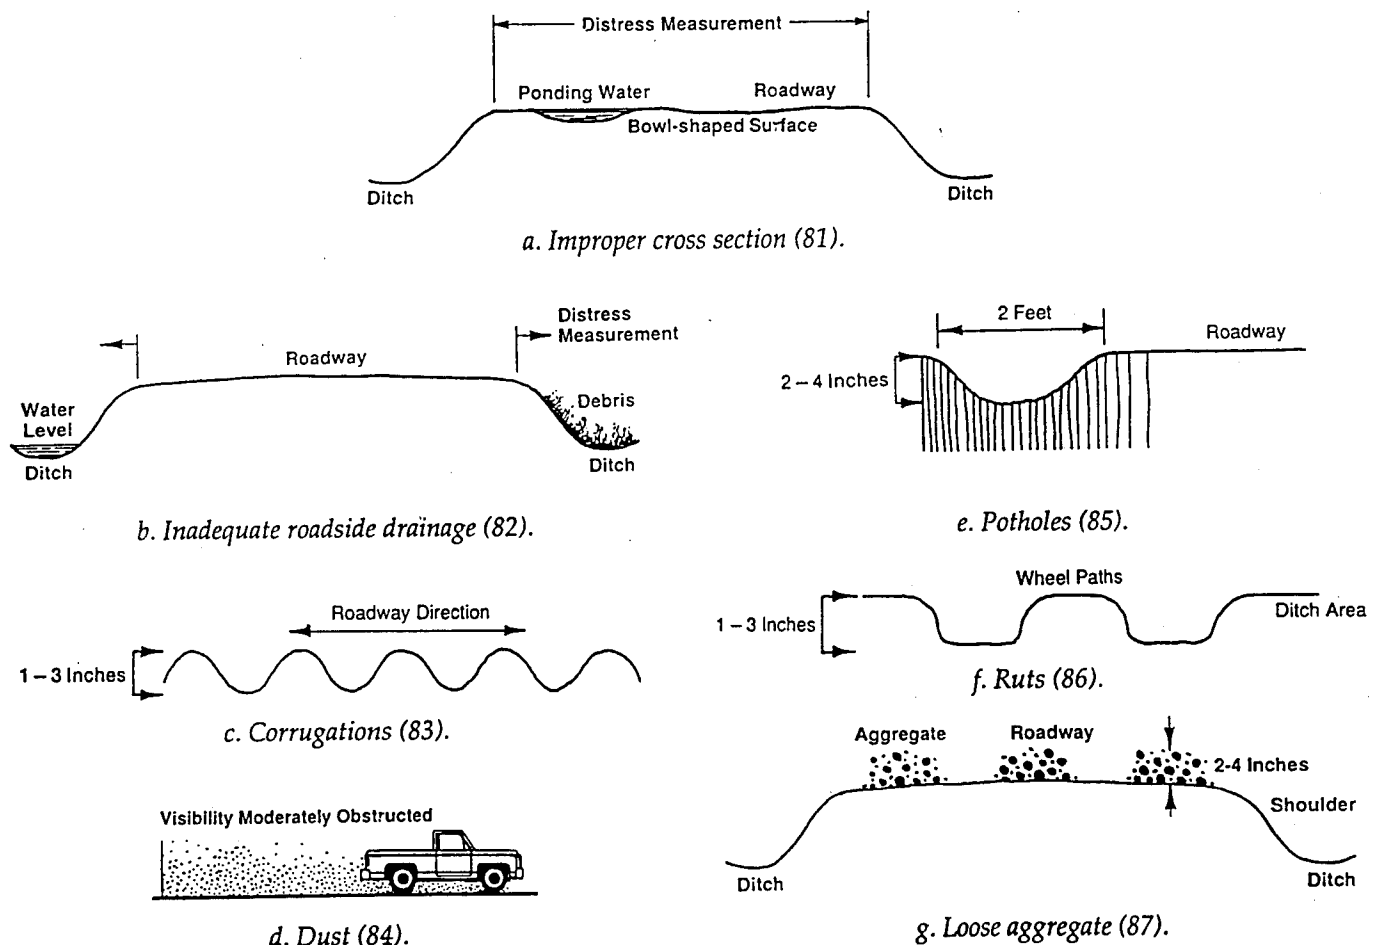 Distress Measurement
Ponding Water
Roadway
Bowl-shaped Surface
Ditch
Ditch
a. Improper cross section (81).
Distress
Measurement
Roadway
Water
Level
Debris
Ditch
Ditch
b. Inadequate roadside drainage (82).
Roadway Direction
1 – 3 Inches
c. Corrugations (83).
Visibility Moderately Obstructed
d. Dust (84).
2 Feet
Roadway
2 – 4 Inches
e. Potholes (85).
Wheel Paths
1 – 3 Inches
Ditch Area
f. Ruts (86).
Aggregate
Roadway
2-4 Inches
Shoulder
Ditch
Ditch
g. Loose aggregate (87).